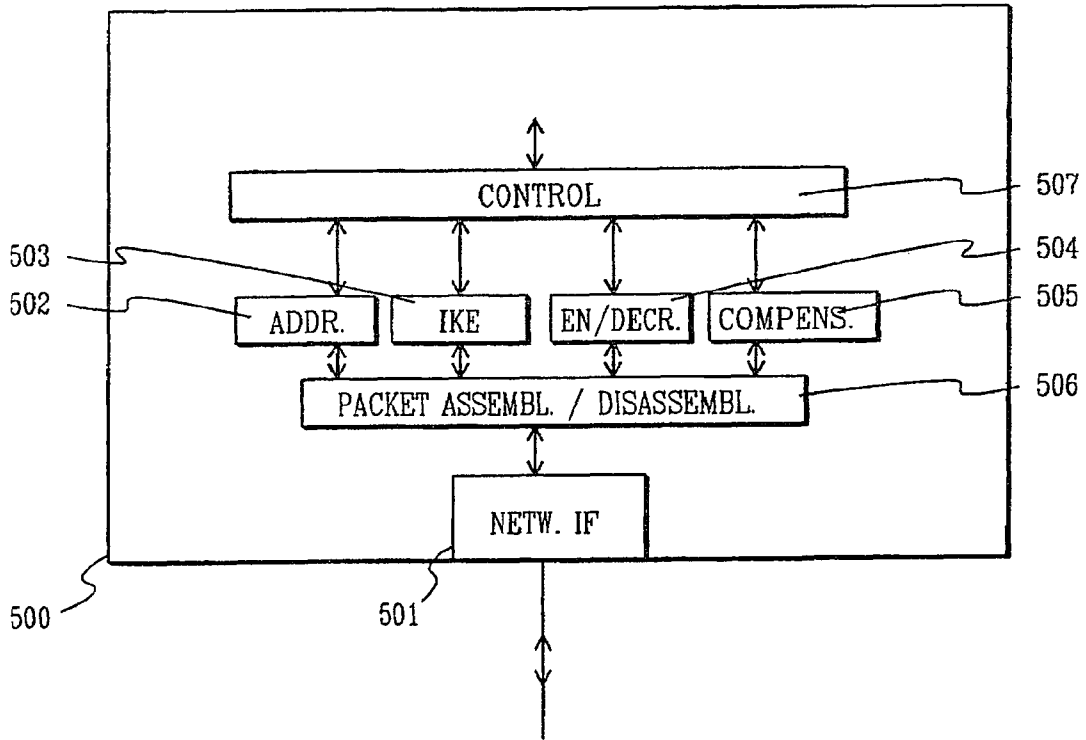 CONTROL
507
503
504
502
505
ADDR.
IKE
EN/DECR.
COMPENS.
506
PACKET ASSEMBL. / DISASSEMBL.
NETW. IF
500
501